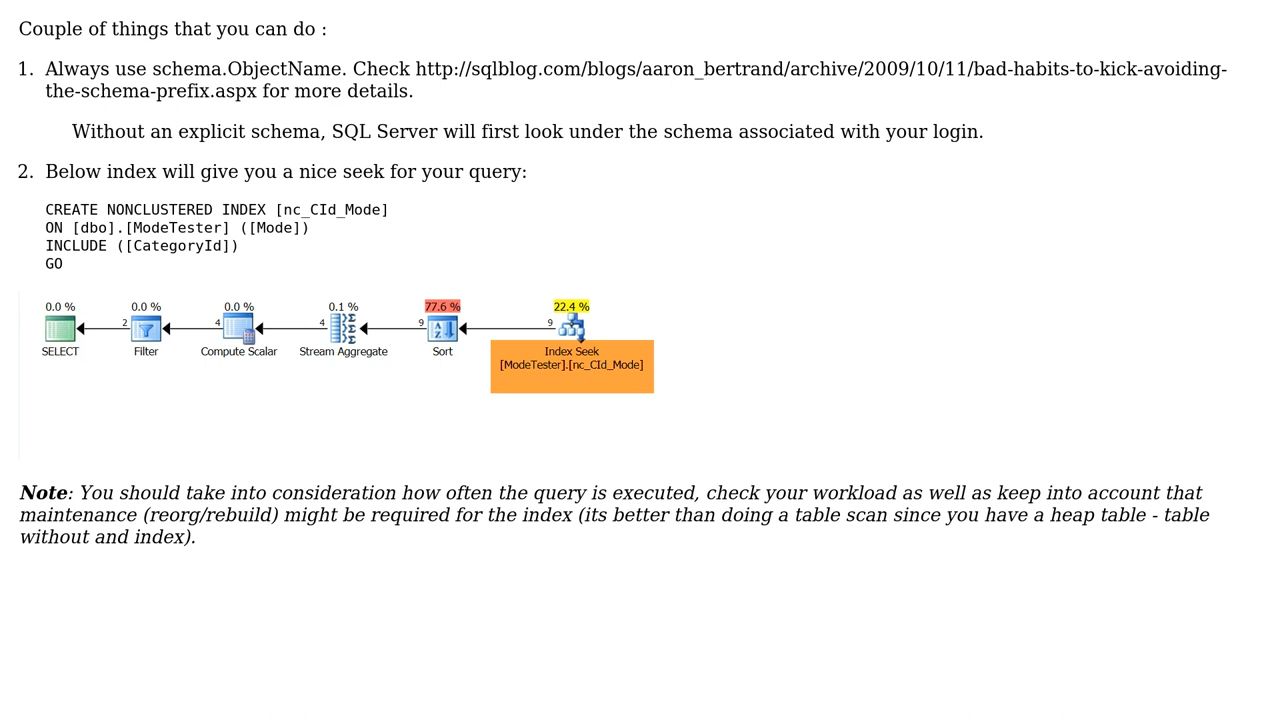 Couple of things that you can do :
1. Always use schema.ObjectName. Check http://sqlblog.com/blogs/aaron_bertrand/archive/2009/10/11/bad-habits-to-kick-avoiding-
the-schema-prefix.aspx for more details.
Without an explicit schema, SQL Server will first look under the schema associated with your login.
2. Below index will give you a nice seek for your query:
CREATE NONCLUSTERED INDEX [nc_CId_Mode]
ON [dbo].[ModeTester] ([Mode])
INCLUDE ([CategoryId])
GO
0.0 % 0.0 % 0.0 % 0.1 % 77.6 % 22.4 %
2 4 4 9 9
SELECT Filter Compute Scalar Stream Aggregate Sort Index Seek
[ModeTester].[nc_CId_Mode]
Note: You should take into consideration how often the query is executed, check your workload as well as keep into account that
maintenance (reorg/rebuild) might be required for the index (its better than doing a table scan since you have a heap table - table
without and index).